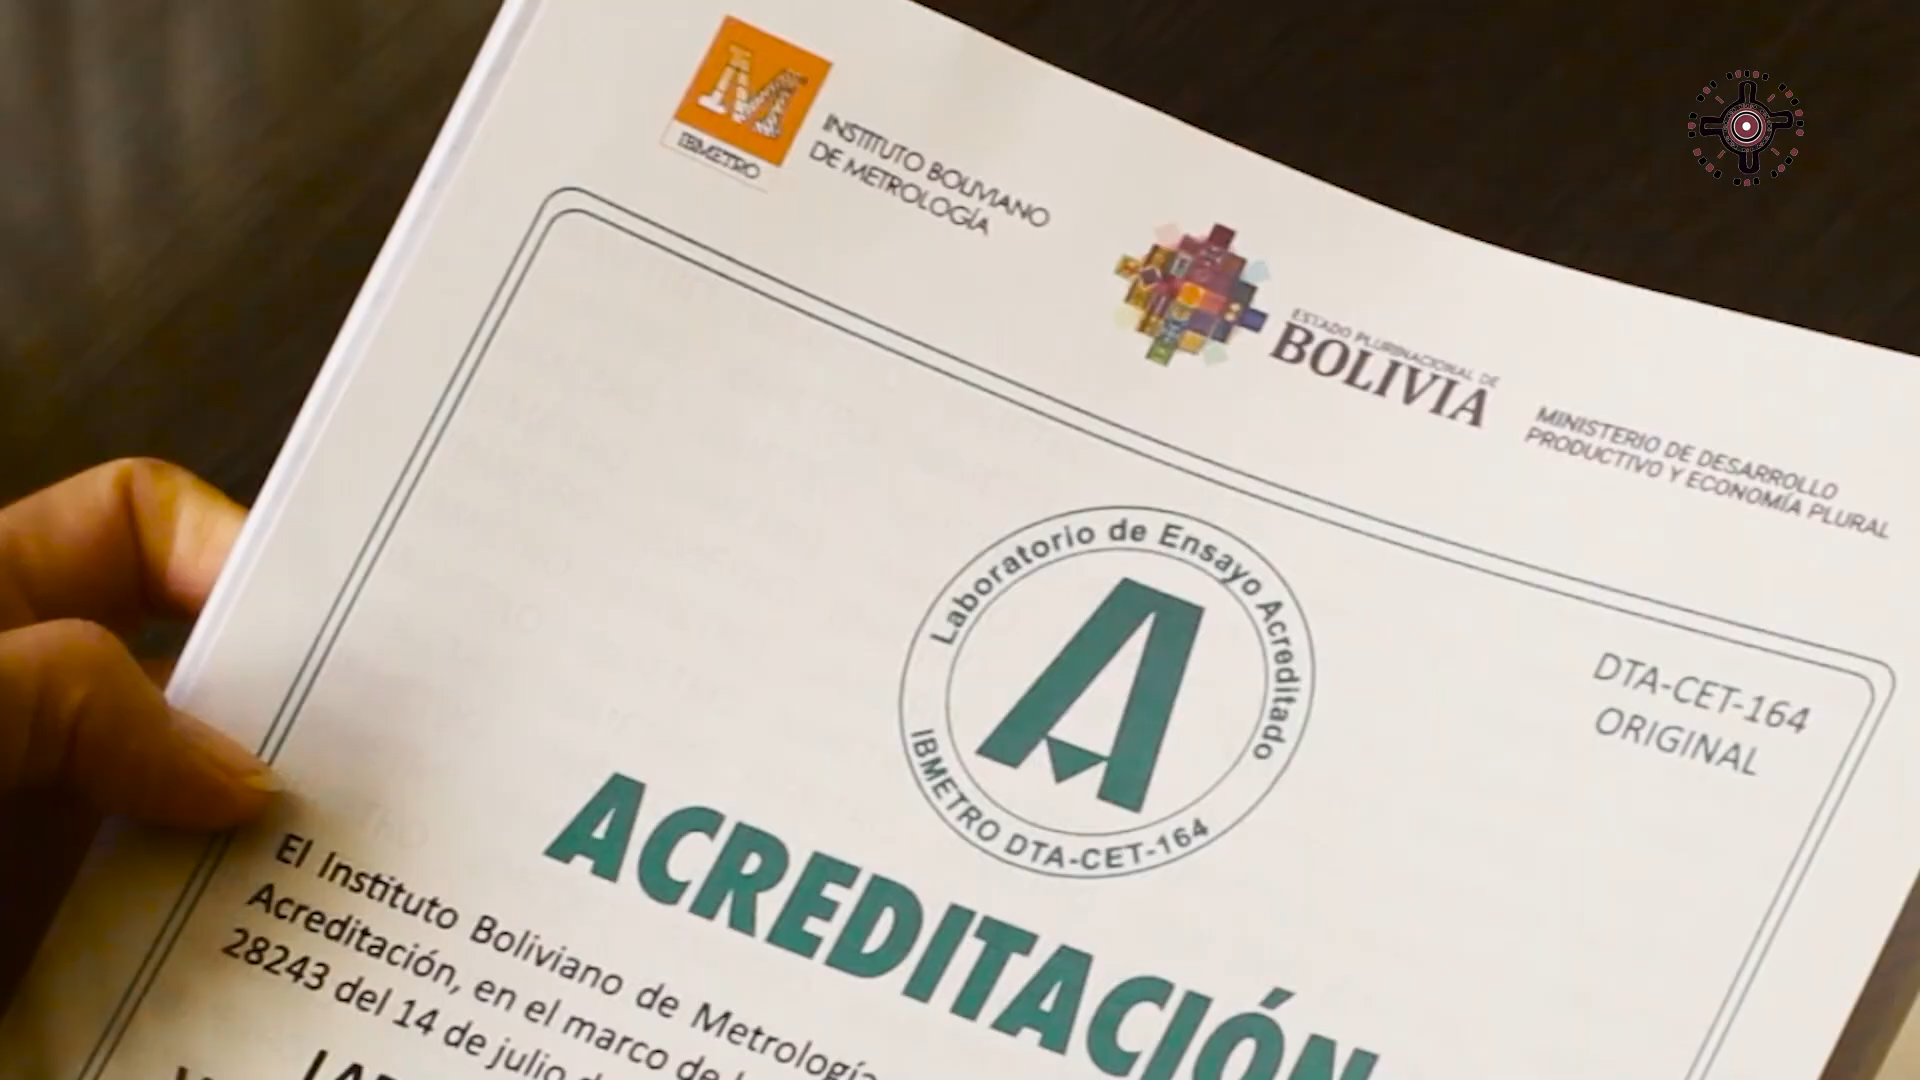 IBMETRO
INSTITUTO BOLIVIANO
DE METROLOGÍA
ESTADO PLURINACIONAL DE
BOLIVIA
MINISTERIO DE DESARROLLO
PRODUCTIVO Y ECONOMÍA PLURAL
Laboratorio de Ensayo Acreditado
IBMETRO DTA-CET-164
DTA-CET-164
ORIGINAL
ACREDITACIÓN
El Instituto Boliviano de Metrología
Acreditación, en el marco de
28243 del 14 de julio